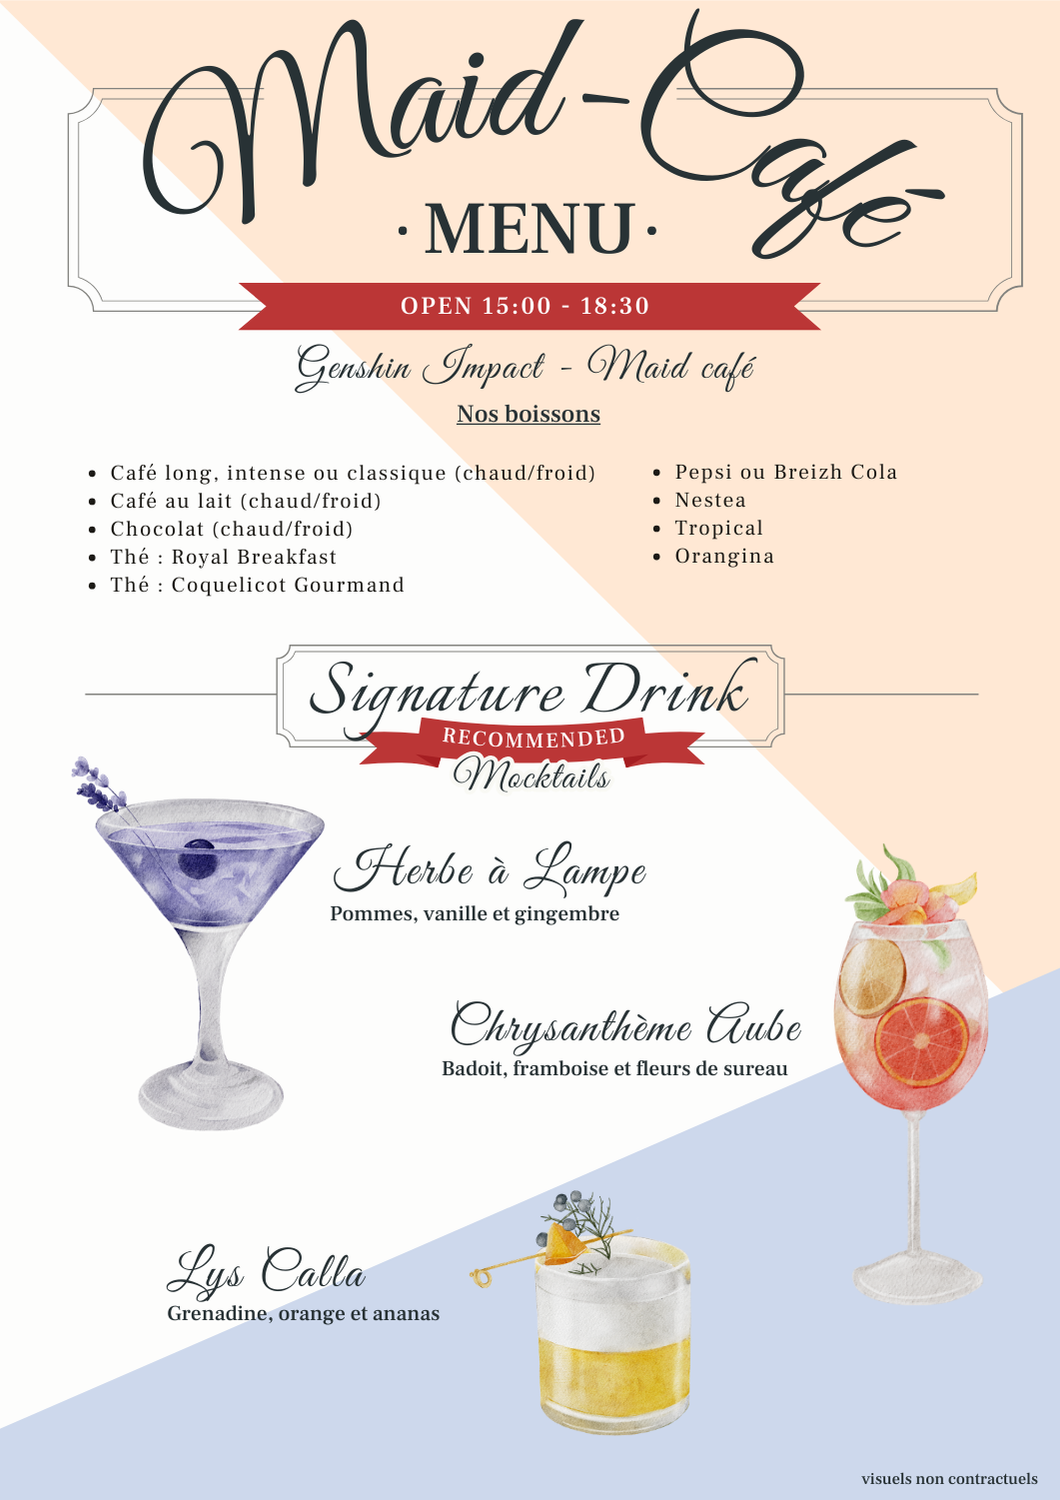 Maid-Café
· MENU ·
OPEN 15:00 - 18:30
Genshin Impact - Maid café
Nos boissons
• Café long, intense ou classique (chaud/froid)
• Café au lait (chaud/froid)
• Chocolat (chaud/froid)
• Thé : Royal Breakfast
• Thé : Coquelicot Gourmand
• Pepsi ou Breizh Cola
• Nestea
• Tropical
• Orangina
Signature Drink
RECOMMENDED
Mocktails
Herbe à Lampe
Pommes, vanille et gingembre
Chrysanthème Aube
Badoit, framboise et fleurs de sureau
Lys Calla
Grenadine, orange et ananas
visuels non contractuels